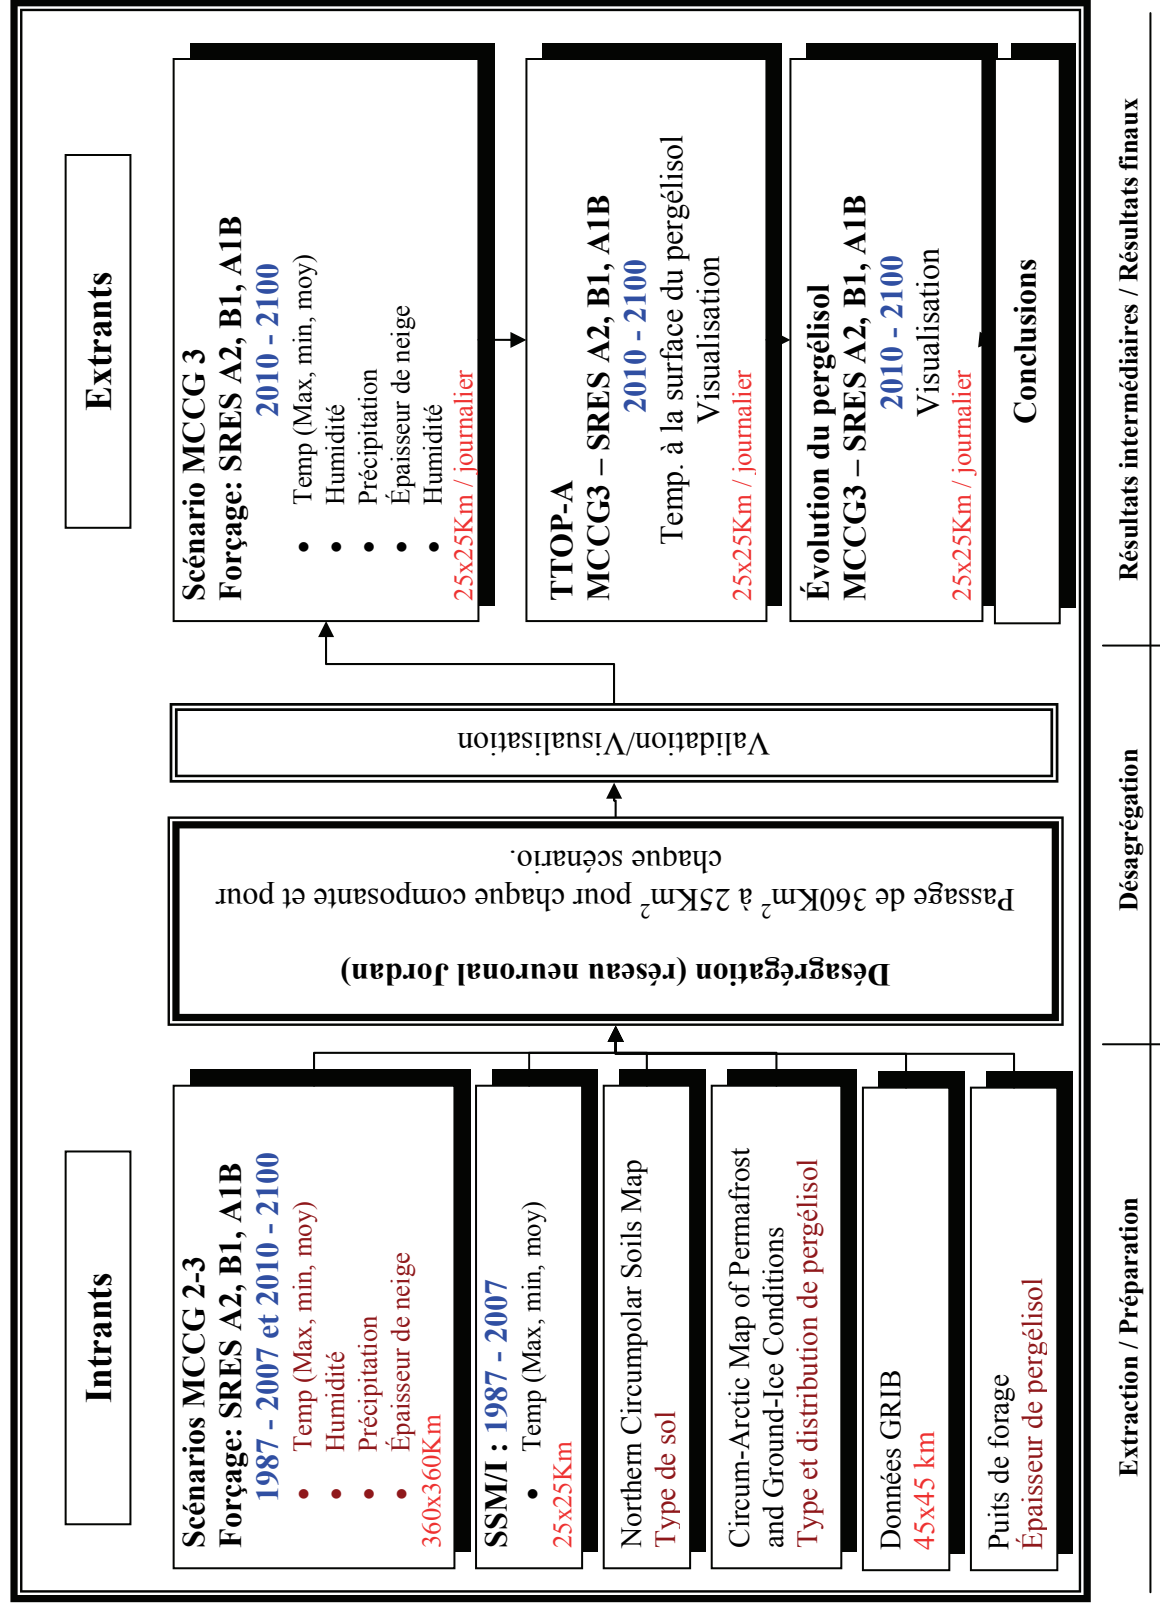 Intrants
Scénarios MCCG 2-3
Forçage: SRES A2, B1, A1B
1987 - 2007 et 2010 - 2100
• Temp (Max, min, moy)
• Humidité
• Précipitation
• Épaisseur de neige
360x360Km
SSM/I : 1987 - 2007
• Temp (Max, min, moy)
25x25Km
Northern Circumpolar Soils Map
Type de sol
Circum-Arctic Map of Permafrost
and Ground-Ice Conditions
Type et distribution de pergélisol
Données GRIB
45x45 km
Puits de forage
Épaisseur de pergélisol
Désagrégation (réseau neuronal Jordan)
Passage de 360Km² à 25Km² pour chaque composante et pour
chaque scénario.
Validation/Visualisation
Extrants
Scénario MCCG 3
Forçage: SRES A2, B1, A1B
2010 - 2100
• Temp (Max, min, moy)
• Humidité
• Précipitation
• Épaisseur de neige
• Humidité
25x25Km / journalier
TTOP-A
MCCG3 – SRES A2, B1, A1B
2010 - 2100
Temp. à la surface du pergélisol
Visualisation
25x25Km / journalier
Évolution du pergélisol
MCCG3 – SRES A2, B1, A1B
2010 - 2100
Visualisation
25x25Km / journalier
Conclusions
Extraction / Préparation
Désagrégation
Résultats intermédiaires / Résultats finaux